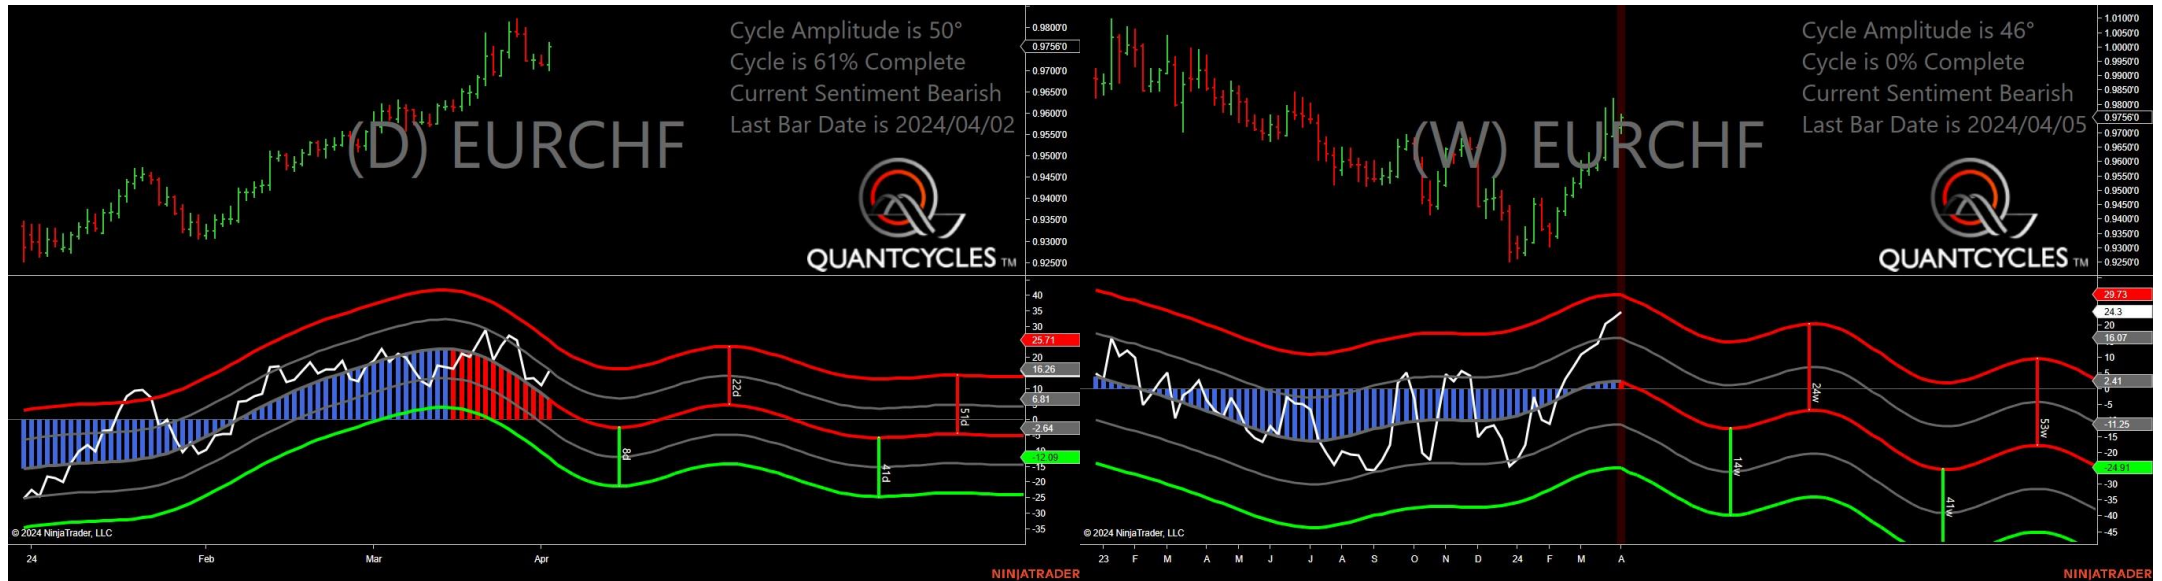 Cycle Amplitude is 50°
Cycle is 61% Complete
Current Sentiment Bearish
Last Bar Date is 2024/04/02
(D) EURCHF
QUANTCYCLES TM
0.9800'0
0.9756'0
0.9700'0
0.9650'0
0.9600'0
0.9550'0
0.9500'0
0.9450'0
0.9400'0
0.9350'0
0.9300'0
0.9250'0
40
35
30
25.71
20
16.26
10
6.81
0
-2.64
-12.09
-15
-20
-25
-30
-35
8d
22d
41d
51d
© 2024 NinjaTrader, LLC
24
Feb
Mar
Apr
NINJATRADER
Cycle Amplitude is 46°
Cycle is 0% Complete
Current Sentiment Bearish
Last Bar Date is 2024/04/05
(W) EURCHF
QUANTCYCLES TM
1.0100'0
1.0050'0
1.0000'0
0.9950'0
0.9900'0
0.9850'0
0.9800'0
0.9756'0
0.9700'0
0.9650'0
0.9600'0
0.9550'0
0.9500'0
0.9450'0
0.9400'0
0.9350'0
0.9300'0
0.9250'0
29.73
24.3
20
16.07
10
5
2.41
-5
-11.25
-15
-20
-24.91
-30
-35
-40
-45
14w
24w
41w
53w
© 2024 NinjaTrader, LLC
23 F M A M J J A S O N D 24 F M A
NINJATRADER